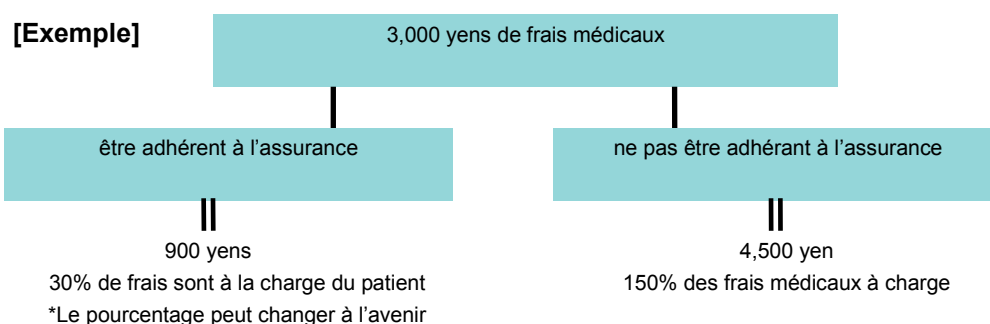 [Exemple]
3,000 yens de frais médicaux
être adhérent à l’assurance
ne pas être adhérant à l’assurance
900 yens
4,500 yen
30% de frais sont à la charge du patient
150% des frais médicaux à charge
*Le pourcentage peut changer à l’avenir